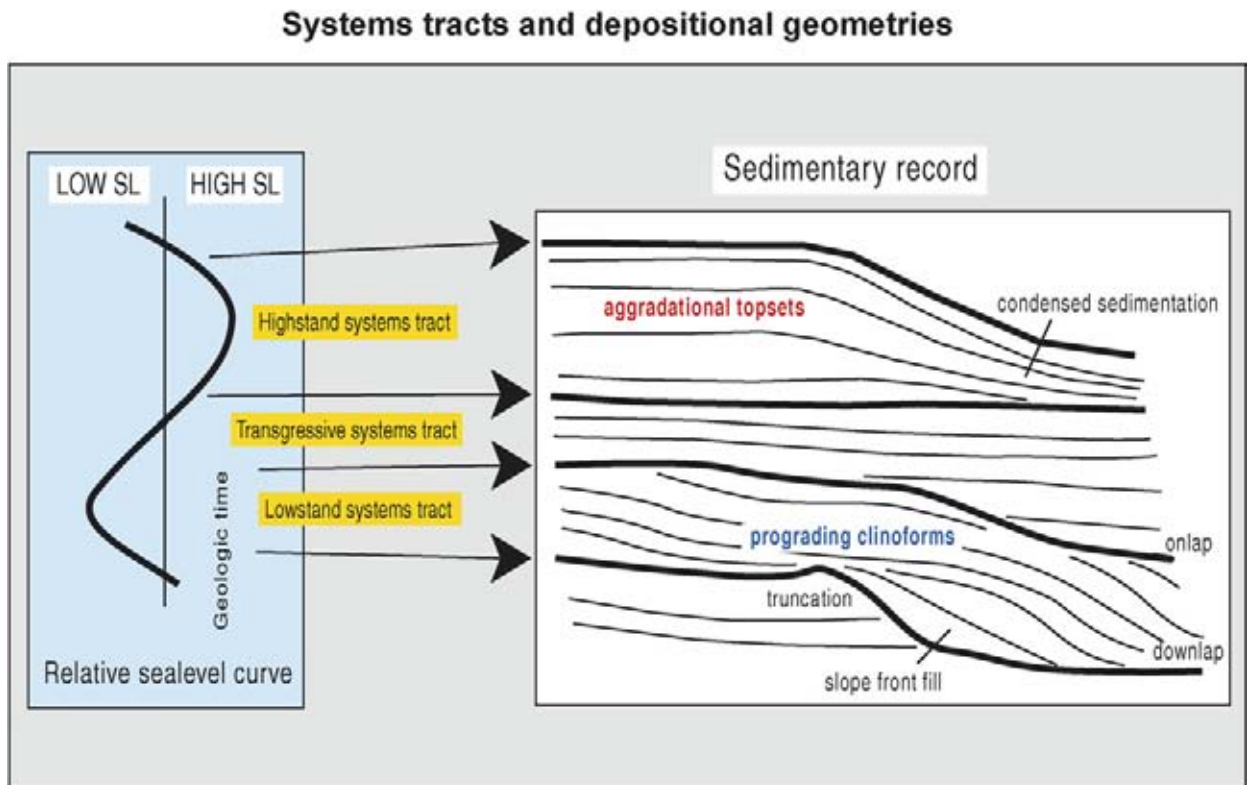 Systems tracts and depositional geometries
LOW SL
HIGH SL
Sedimentary record
Highstand systems tract
Transgressive systems tract
Lowstand systems tract
Geologic time
Relative sealevel curve
aggradational topsets
condensed sedimentation
prograding clinoforms
onlap
truncation
downlap
slope front fill